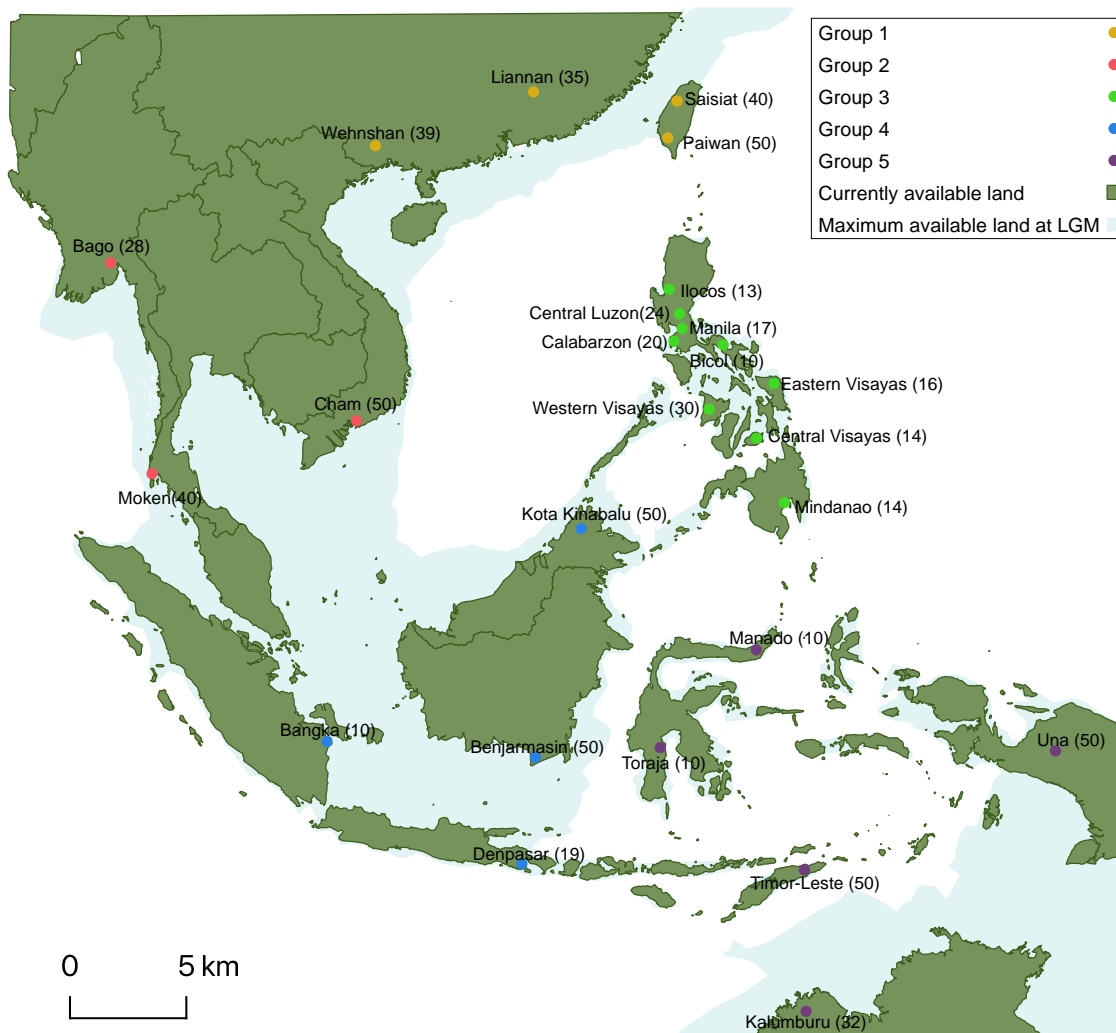 Group 1
Group 2
Group 3
Group 4
Group 5
Currently available land
Maximum available land at LGM
Liannan (35)
Saisiat (40)
Wehnshan (39)
Paiwan (50)
Bago (28)
Ilocos (13)
Central Luzon(24)
Manila (17)
Calabarzon (20)
Bicol (10)
Eastern Visayas (16)
Cham (50)
Western Visayas (30)
Central Visayas (14)
Moken(40)
Mindanao (14)
Kota Kinabalu (50)
Manado (10)
Bangka (10)
Benjarmasin (50)
Toraja (10)
Una (50)
Denpasar (19)
Timor-Leste (50)
0 5 km
Kalumburu (32)